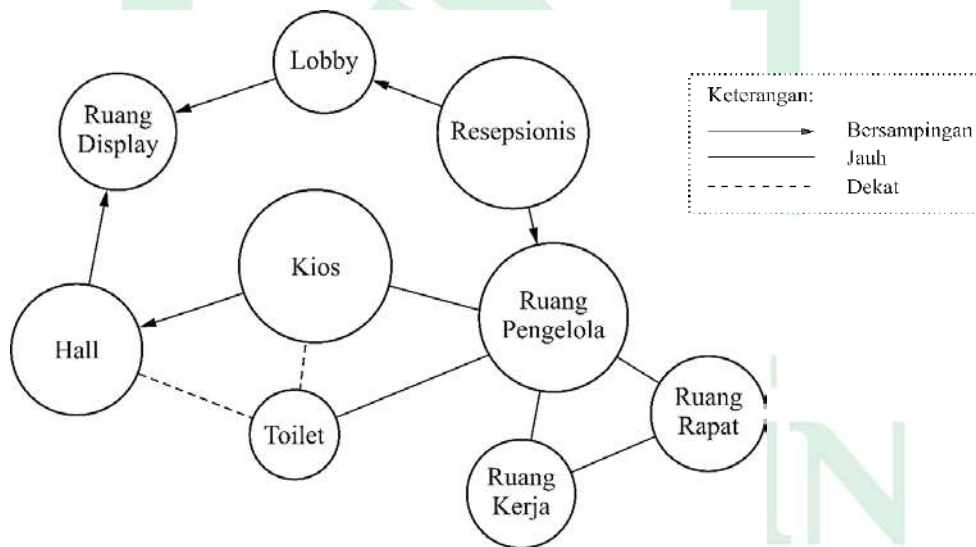 Lobby
Ruang
Display
Resepsionis
Keterangan:
Bersampingan
Jauh
Dekat
Kios
Ruang
Pengelola
Hall
Toilet
Ruang
Rapat
Ruang
Kerja